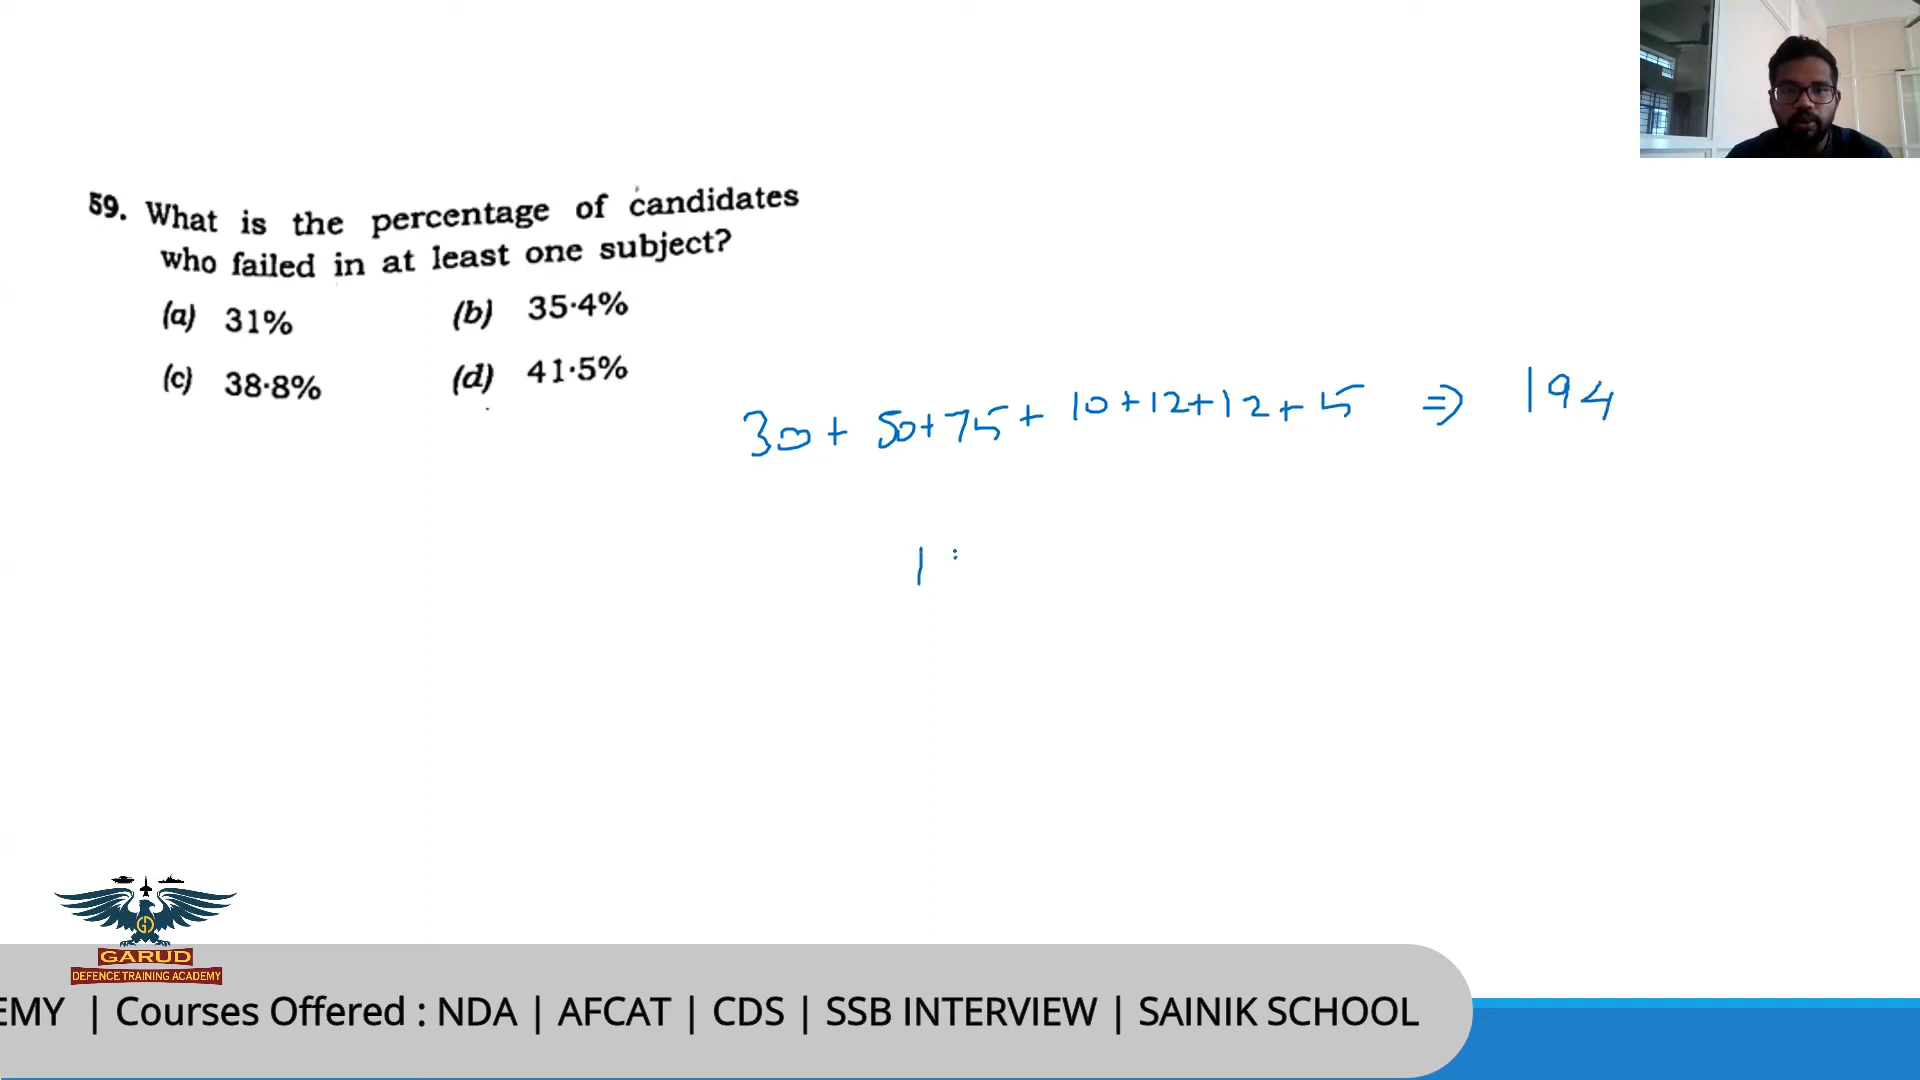 59. What is the percentage of candidates
who failed in at least one subject?
(a) 31% (b) 35·4%
(c) 38·8% (d) 41·5%
30 + 50 + 75 + 10 + 12 + 12 + 5 ⇒ 194
1
GARUD
DEFENCE TRAINING ACADEMY
EMY | Courses Offered : NDA | AFCAT | CDS | SSB INTERVIEW | SAINIK SCHOOL